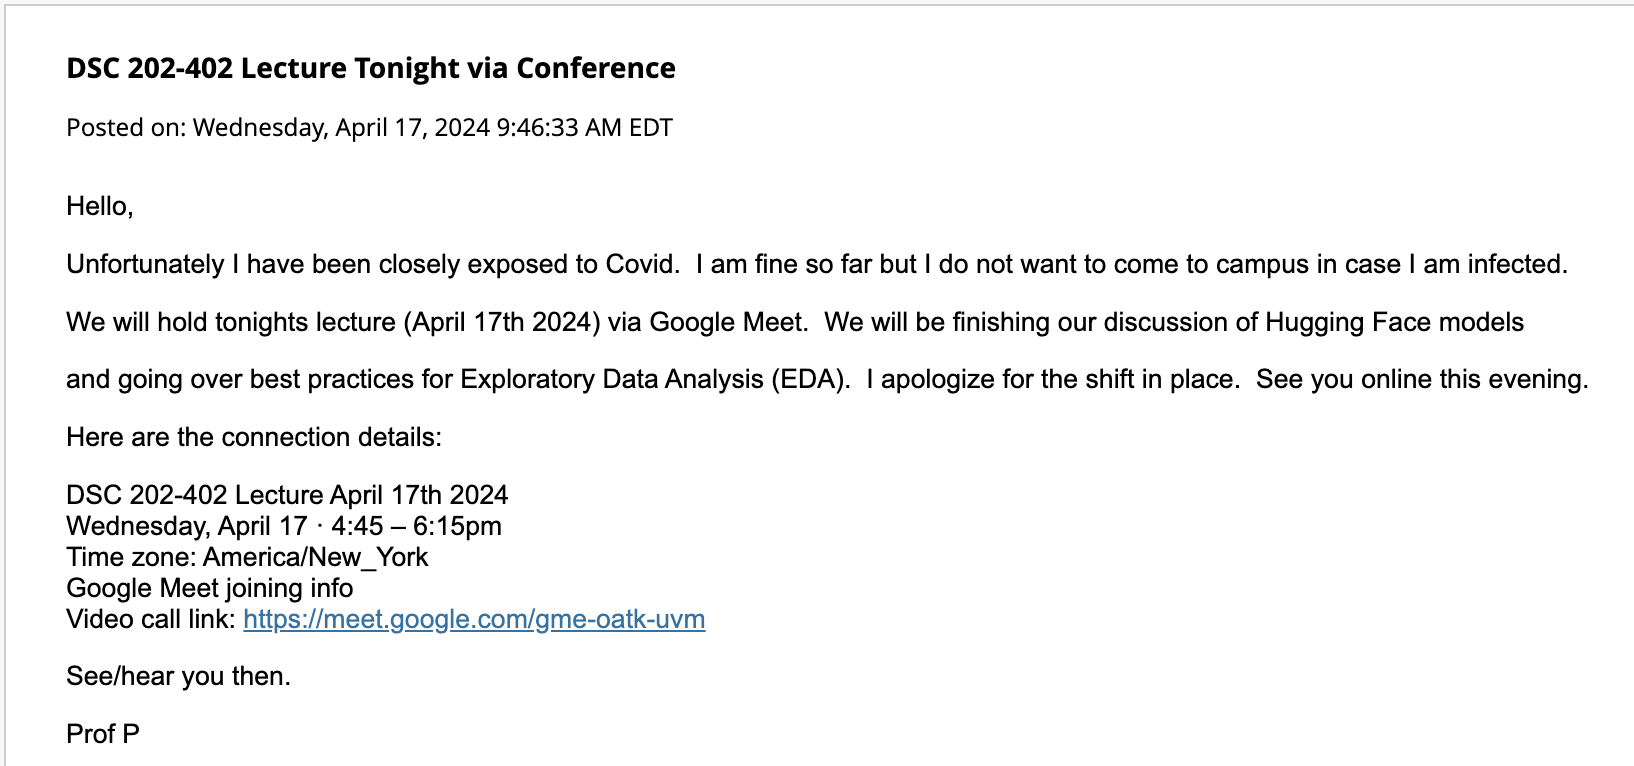 DSC 202-402 Lecture Tonight via Conference
Posted on: Wednesday, April 17, 2024 9:46:33 AM EDT
Hello,
Unfortunately I have been closely exposed to Covid.  I am fine so far but I do not want to come to campus in case I am infected.
We will hold tonights lecture (April 17th 2024) via Google Meet.  We will be finishing our discussion of Hugging Face models
and going over best practices for Exploratory Data Analysis (EDA).  I apologize for the shift in place.  See you online this evening.
Here are the connection details:
DSC 202-402 Lecture April 17th 2024
Wednesday, April 17 · 4:45 – 6:15pm
Time zone: America/New_York
Google Meet joining info
Video call link: https://meet.google.com/gme-oatk-uvm
See/hear you then.
Prof P